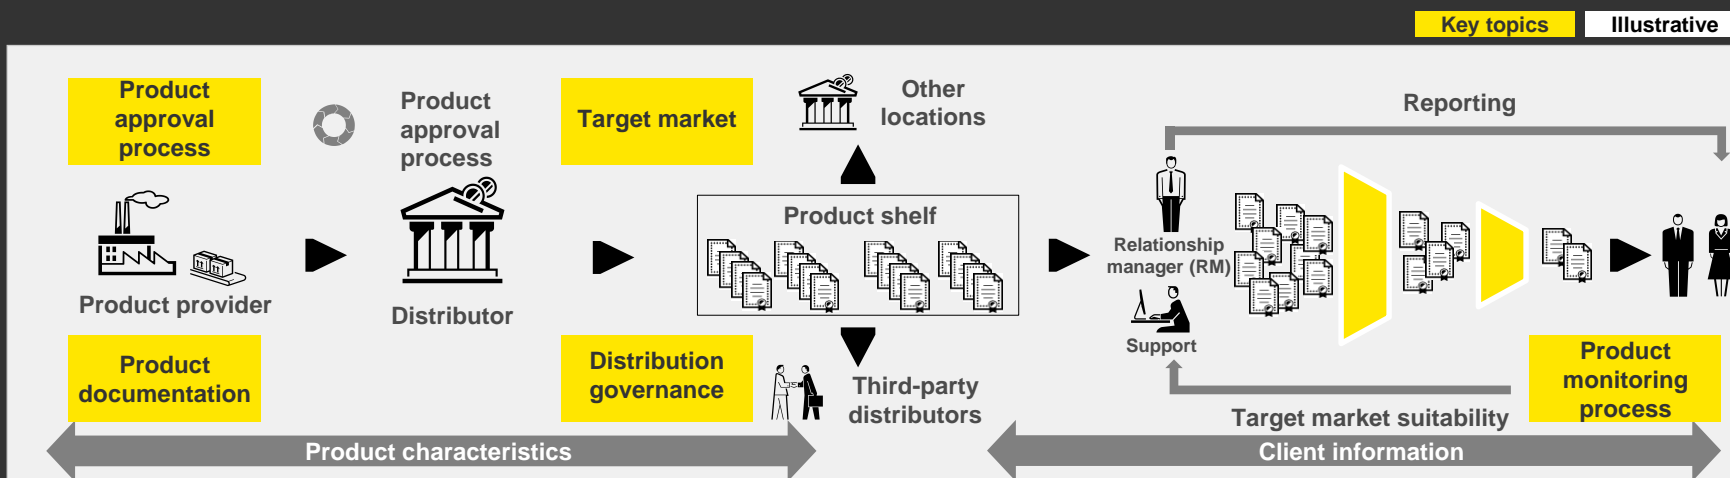 Key topics
Illustrative
Product
approval
process
Product
approval
process
Target market
Other
locations
Reporting
Product shelf
Relationship
manager (RM)
Product provider
Distributor
Support
Product
documentation
Distribution
governance
Third-party
distributors
Product
monitoring
process
Target market suitability
Product characteristics
Client information